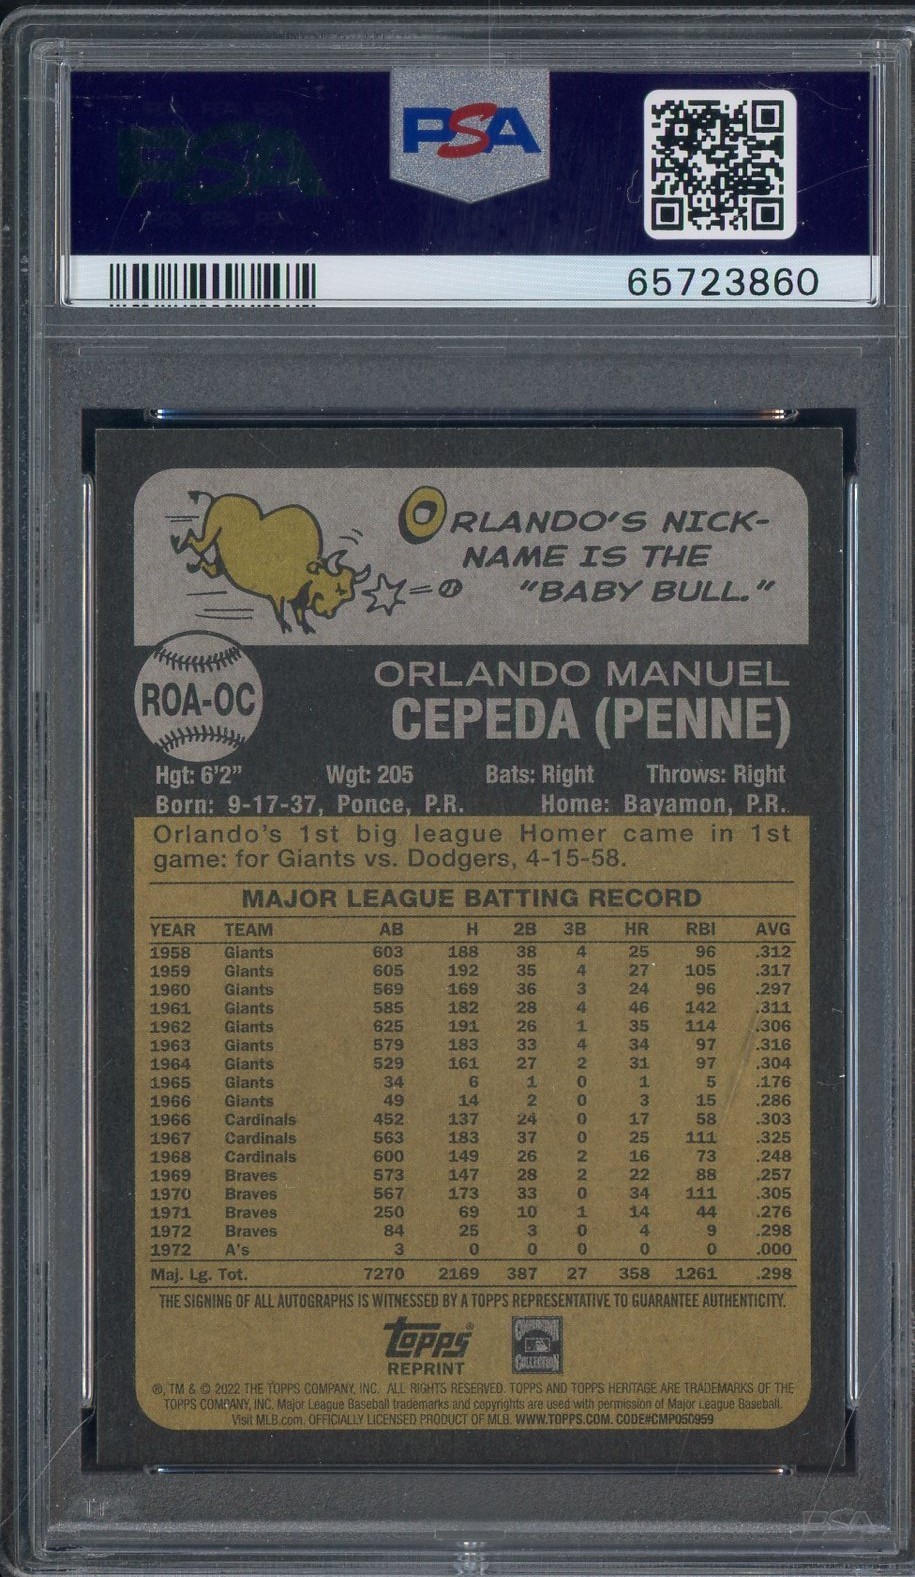 PSA
PSA
65723860
ORLANDO'S NICK-
NAME IS THE
"BABY BULL."
ROA-OC
ORLANDO MANUEL
CEPEDA (PENNE)
Hgt: 6'2" Wgt: 205 Bats: Right Throws: Right
Born: 9-17-37, Ponce, P.R. Home: Bayamon, P.R.
Orlando's 1st big league Homer came in 1st
game: for Giants vs. Dodgers, 4-15-58.
MAJOR LEAGUE BATTING RECORD
YEAR TEAM AB H 2B 3B HR RBI AVG
1958 Giants 603 188 38 4 25 96 .312
1959 Giants 605 192 35 4 27 105 .317
1960 Giants 569 169 36 3 24 96 .297
1961 Giants 585 182 28 4 46 142 .311
1962 Giants 625 191 26 1 35 114 .306
1963 Giants 579 183 33 4 34 97 .316
1964 Giants 529 161 27 2 31 97 .304
1965 Giants 34 6 1 0 1 5 .176
1966 Giants 49 14 2 0 3 15 .286
1966 Cardinals 452 137 24 0 17 58 .303
1967 Cardinals 563 183 37 0 25 111 .325
1968 Cardinals 600 149 26 2 16 73 .248
1969 Braves 573 147 28 2 22 88 .257
1970 Braves 567 173 33 0 34 111 .305
1971 Braves 250 69 10 1 14 44 .276
1972 Braves 84 25 3 0 4 9 .298
1972 A's 3 0 0 0 0 0 .000
Maj. Lg. Tot. 7270 2169 387 27 358 1261 .298
THE SIGNING OF ALL AUTOGRAPHS IS WITNESSED BY A TOPPS REPRESENTATIVE TO GUARANTEE AUTHENTICITY.
Topps®
REPRINT
COOPERSTOWN
COLLECTION
®, TM & © 2022 THE TOPPS COMPANY, INC. ALL RIGHTS RESERVED. TOPPS AND TOPPS HERITAGE ARE TRADEMARKS OF THE
TOPPS COMPANY, INC. Major League Baseball trademarks and copyrights are used with permission of Major League Baseball.
Visit MLB.com. OFFICIALLY LICENSED PRODUCT OF MLB. WWW.TOPPS.COM. CODE#CMP050959
PSA